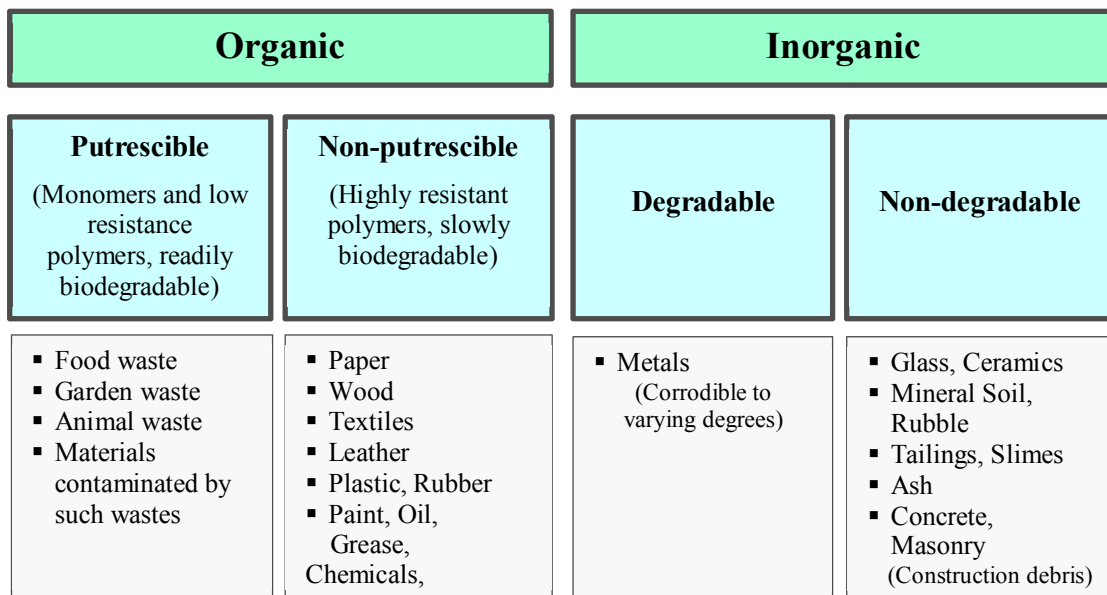 Organic
Inorganic
Putrescible
(Monomers and low
resistance
polymers, readily
biodegradable)
Non-putrescible
(Highly resistant
polymers, slowly
biodegradable)
Degradable
Non-degradable
▪ Food waste
▪ Garden waste
▪ Animal waste
▪ Materials
contaminated by
such wastes
▪ Paper
▪ Wood
▪ Textiles
▪ Leather
▪ Plastic, Rubber
▪ Paint, Oil,
Grease,
Chemicals,
▪ Metals
(Corrodible to
varying degrees)
▪ Glass, Ceramics
▪ Mineral Soil,
Rubble
▪ Tailings, Slimes
▪ Ash
▪ Concrete,
Masonry
(Construction debris)